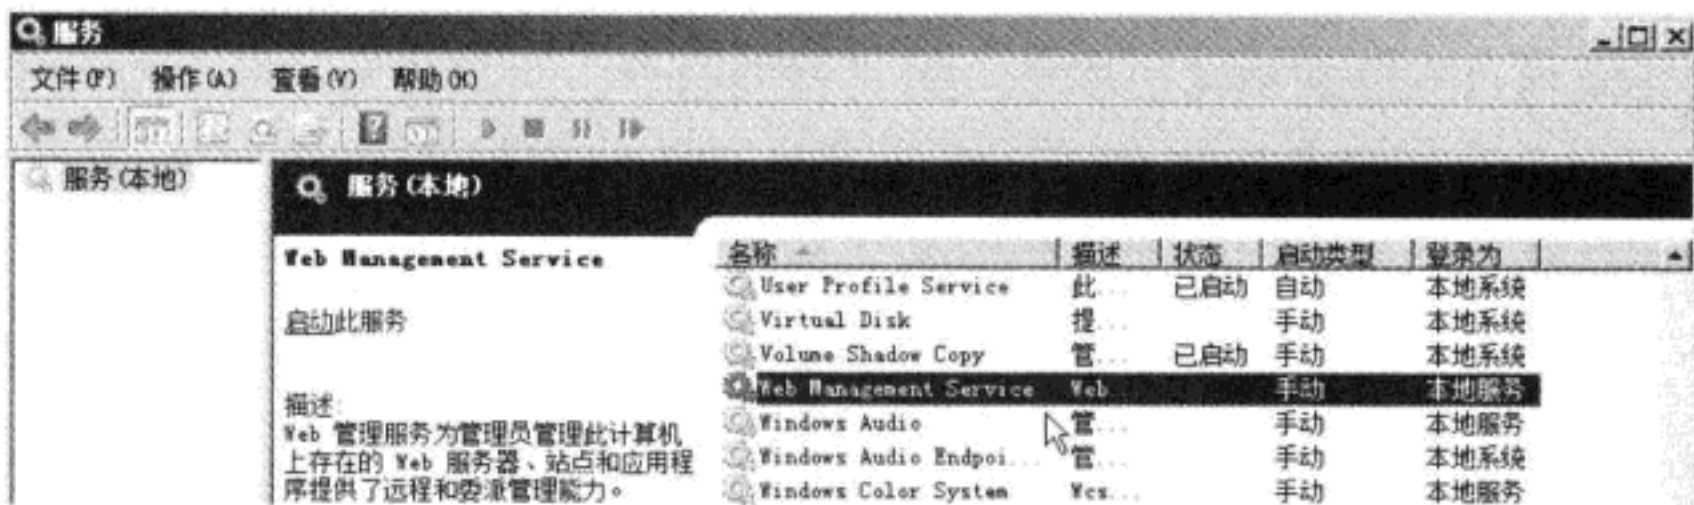 服务
文件(F) 操作(A) 查看(V) 帮助(H)
服务(本地)
服务(本地)
Web Management Service
启动此服务
描述:
Web 管理服务为管理员管理此计算机
上存在的 Web 服务器、站点和应用程
序提供了远程和委派管理能力。
名称 描述 状态 启动类型 登录为
User Profile Service 此... 已启动 自动 本地系统
Virtual Disk 提... 手动 本地系统
Volume Shadow Copy 管... 已启动 手动 本地系统
Web Management Service Web 手动 本地服务
Windows Audio 管... 手动 本地服务
Windows Audio Endpoi... 管... 手动 本地系统
Windows Color System Wcs... 手动 本地服务